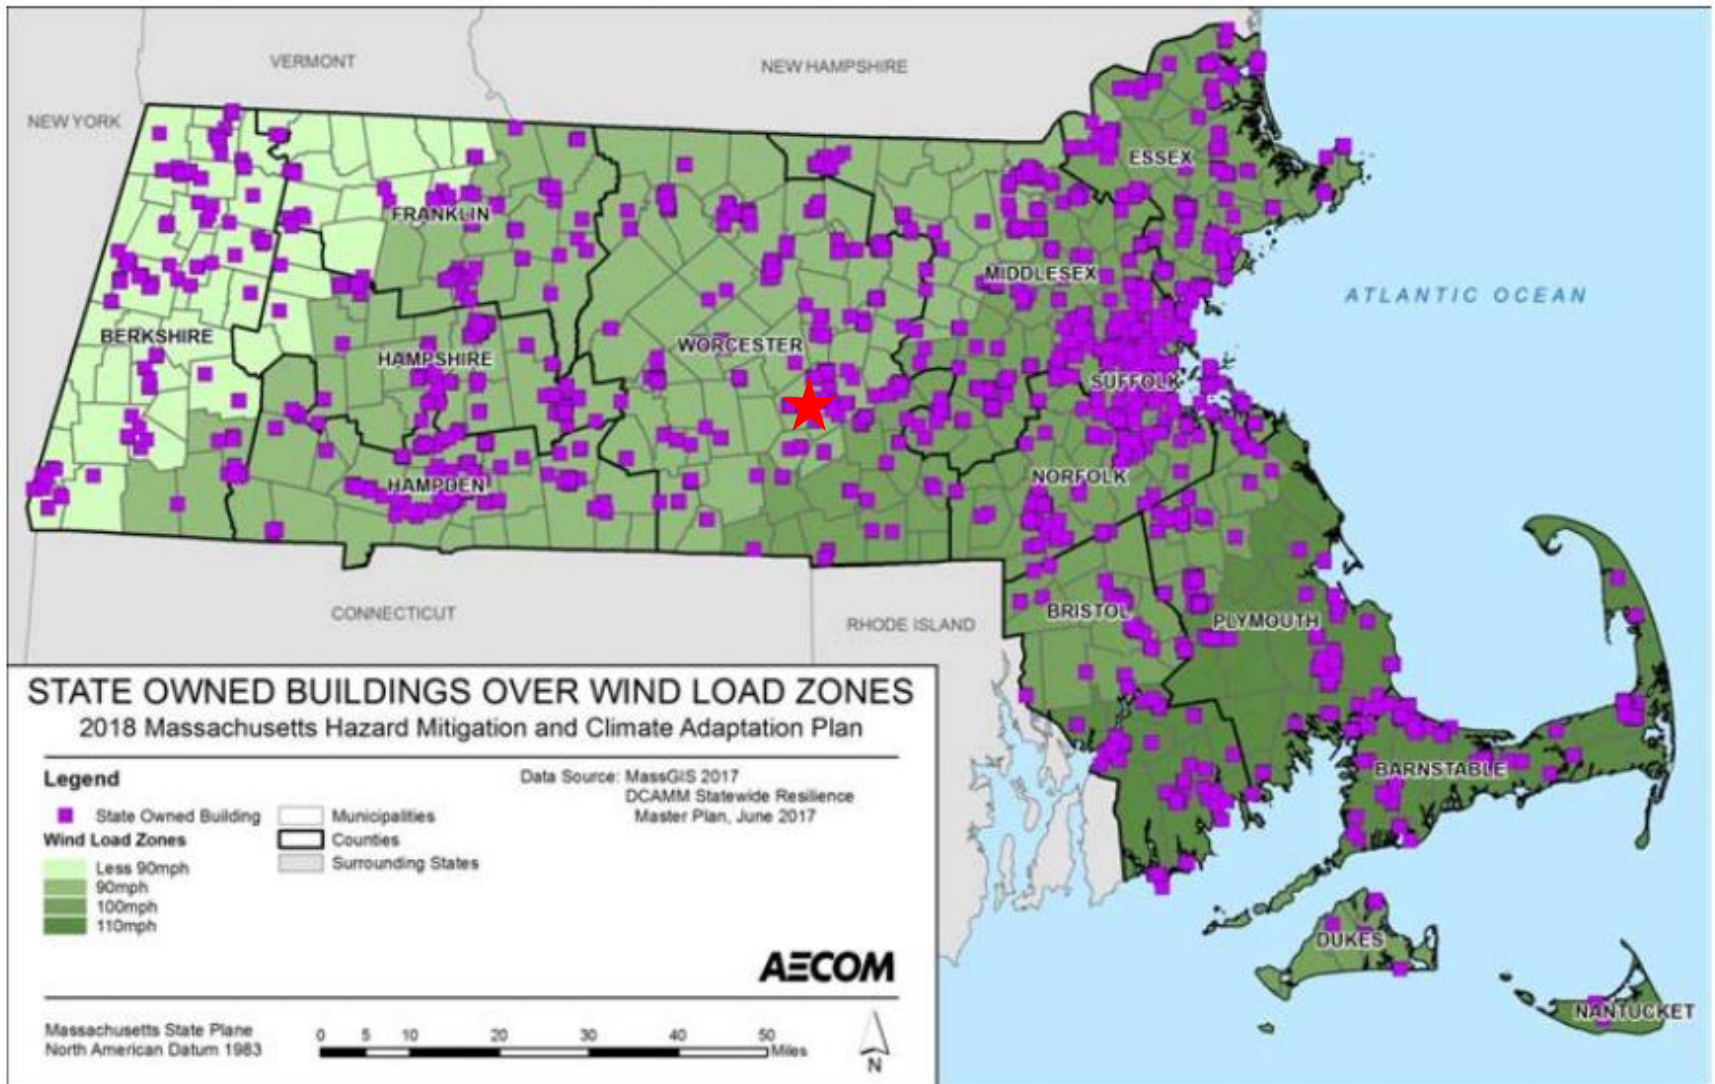 VERMONT
NEW HAMPSHIRE
NEW YORK
ESSEX
FRANKLIN
MIDDLESEX
ATLANTIC OCEAN
BERKSHIRE
WORCESTER
HAMPSHIRE
SUFFOLK
NORFOLK
HAMPDEN
CONNECTICUT
BRISTOL
PLYMOUTH
RHODE ISLAND
STATE OWNED BUILDINGS OVER WIND LOAD ZONES
2018 Massachusetts Hazard Mitigation and Climate Adaptation Plan
Legend
State Owned Building
Wind Load Zones
Less 90mph
90mph
100mph
110mph
Municipalities
Counties
Surrounding States
Data Source: MassGIS 2017
DCAMM Statewide Resilience
Master Plan, June 2017
BARNSTABLE
DUKES
NANTUCKET
AECOM
Massachusetts State Plane
North American Datum 1983
0 5 10 20 30 40 50
Miles
N